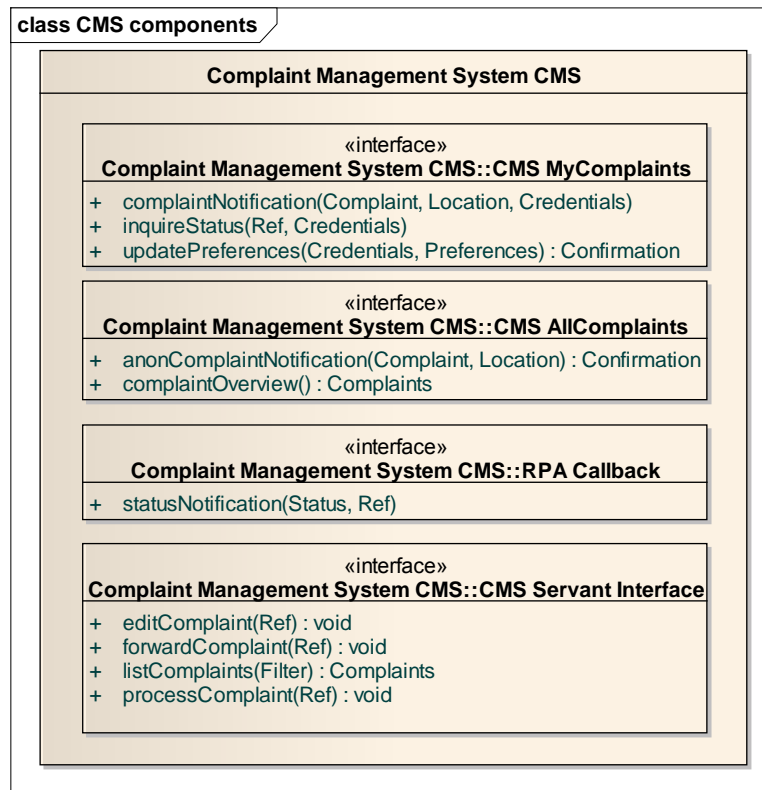 class CMS components
Complaint Management System CMS
«interface»
Complaint Management System CMS::CMS MyComplaints
+ complaintNotification(Complaint, Location, Credentials)
+ inquireStatus(Ref, Credentials)
+ updatePreferences(Credentials, Preferences) : Confirmation
«interface»
Complaint Management System CMS::CMS AllComplaints
+ anonComplaintNotification(Complaint, Location) : Confirmation
+ complaintOverview() : Complaints
«interface»
Complaint Management System CMS::RPA Callback
+ statusNotification(Status, Ref)
«interface»
Complaint Management System CMS::CMS Servant Interface
+ editComplaint(Ref) : void
+ forwardComplaint(Ref) : void
+ listComplaints(Filter) : Complaints
+ processComplaint(Ref) : void